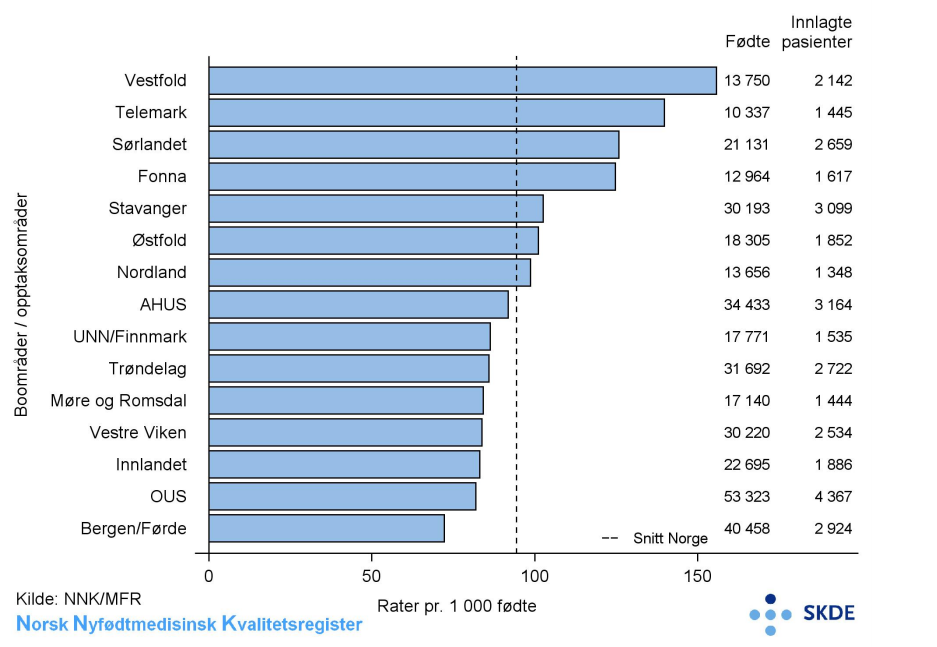 Innlagte
Fødte pasienter
Vestfold 13 750 2 142
Telemark 10 337 1 445
Sørlandet 21 131 2 659
Fonna 12 964 1 617
Stavanger 30 193 3 099
Østfold 18 305 1 852
Nordland 13 656 1 348
AHUS 34 433 3 164
UNN/Finnmark 17 771 1 535
Trøndelag 31 692 2 722
Møre og Romsdal 17 140 1 444
Vestre Viken 30 220 2 534
Innlandet 22 695 1 886
OUS 53 323 4 367
Bergen/Førde 40 458 2 924
Boområder / opptaksområder
Snitt Norge
0 50 100 150
Rater pr. 1 000 fødte
Kilde: NNK/MFR
Norsk Nyfødtmedisinsk Kvalitetsregister
SKDE